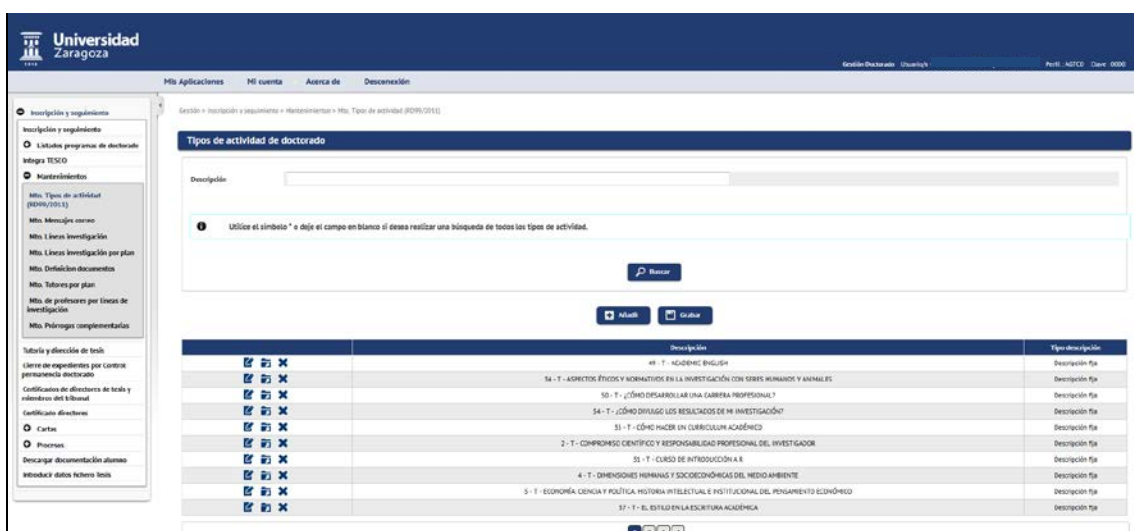 Universidad
Zaragoza
1542
Gestión Doctorado Usuario/a: Perfil : AGTCO Clave :0000
Mis Aplicaciones Mi cuenta Acerca de Desconexión
Inscripción y seguimiento
Inscripción y seguimiento
Listados programas de doctorado
Integra TESEO
Mantenimientos
Mto. Tipos de actividad
(RD99/2011)
Mto. Mensajes correo
Mto. Líneas investigación
Mto. Líneas investigación por plan
Mto. Definicion documentos
Mto. Tutores por plan
Mto. de profesores por líneas de
investigación
Mto. Prórrogas complementarias
Tutoría y dirección de tesis
Cierre de expedientes por Control
permanencia doctorado
Certificados de directores de tesis y
miembros del tribunal
Certificado directores
Cartas
Procesos
Descargar documentación alumno
Introducir datos fichero Tesis
Gestión > Inscripción y seguimiento > Mantenimientos > Mto. Tipos de actividad (RD99/2011)
Tipos de actividad de doctorado
Descripción
Utilice el símbolo * o deje el campo en blanco si desea realizar una búsqueda de todos los tipos de actividad.
Buscar
Añadir Grabar
Descripción Tipo descripción
49 - T - ACADEMIC ENGLISH Descripción fija
34 - T - ASPECTOS ÉTICOS Y NORMATIVOS EN LA INVESTIGACIÓN CON SERES HUMANOS Y ANIMALES Descripción fija
50 - T - ¿CÓMO DESARROLLAR UNA CARRERA PROFESIONAL? Descripción fija
54 - T - ¿CÓMO DIVULGO LOS RESULTADOS DE MI INVESTIGACIÓN? Descripción fija
31 - T - CÓMO HACER UN CURRICULUM ACADÉMICO Descripción fija
2 - T - COMPROMISO CIENTÍFICO Y RESPONSABILIDAD PROFESIONAL DEL INVESTIGADOR Descripción fija
51 - T - CURSO DE INTRODUCCIÓN A R Descripción fija
4 - T - DIMENSIONES HUMANAS Y SOCIOECONÓMICAS DEL MEDIO AMBIENTE Descripción fija
5 - T - ECONOMÍA: CIENCIA Y POLÍTICA. HISTORIA INTELECTUAL E INSTITUCIONAL DEL PENSAMIENTO ECONÓMICO Descripción fija
37 - T - EL ESTILO EN LA ESCRITURA ACADÉMICA Descripción fija